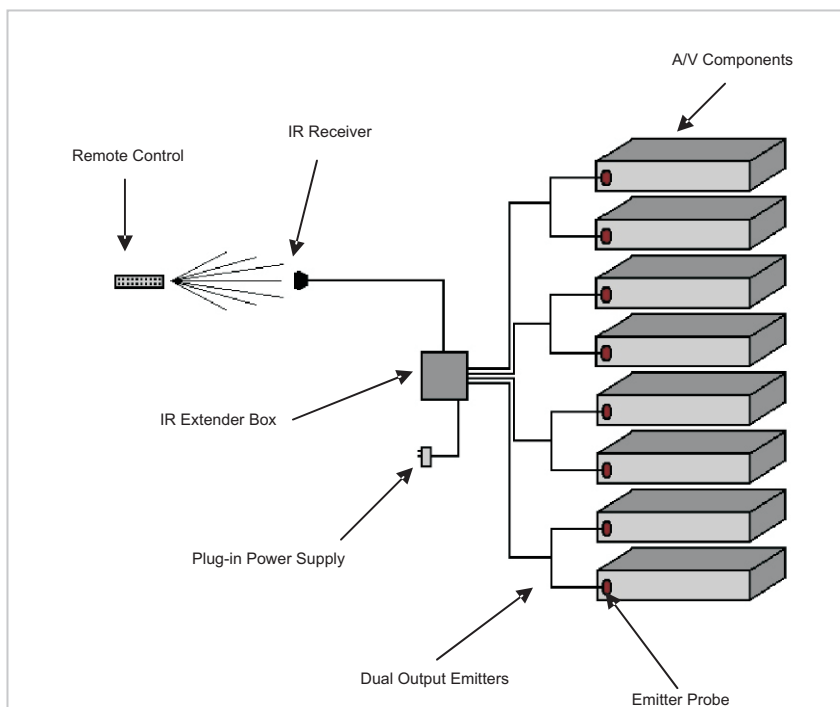 A/V Components
IR Receiver
Remote Control
IR Extender Box
Plug-in Power Supply
Dual Output Emitters
Emitter Probe